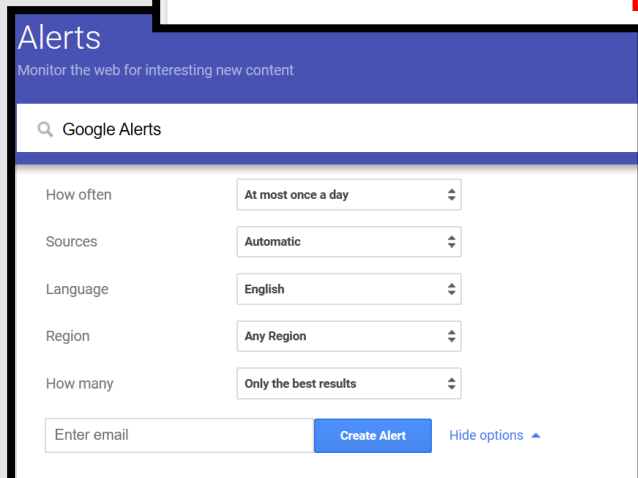 Alerts
Monitor the web for interesting new content
Google Alerts
How often At most once a day
Sources Automatic
Language English
Region Any Region
How many Only the best results
Enter email Create Alert Hide options